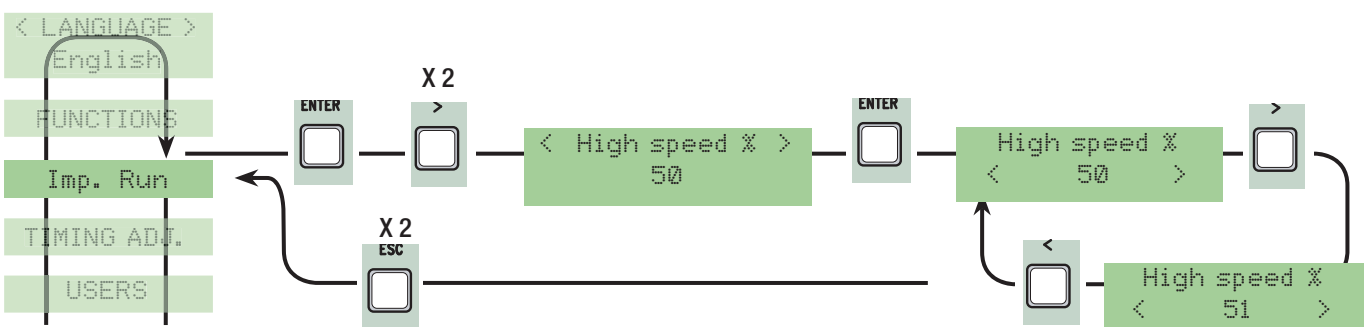 < LANGUAGE >
English
FUNCTIONS
Imp. Run
TIMING ADJ.
USERS
ENTER
X 2
>
< High speed % >
50
ENTER
High speed %
< 50 >
>
X 2
ESC
<
High speed %
< 51 >